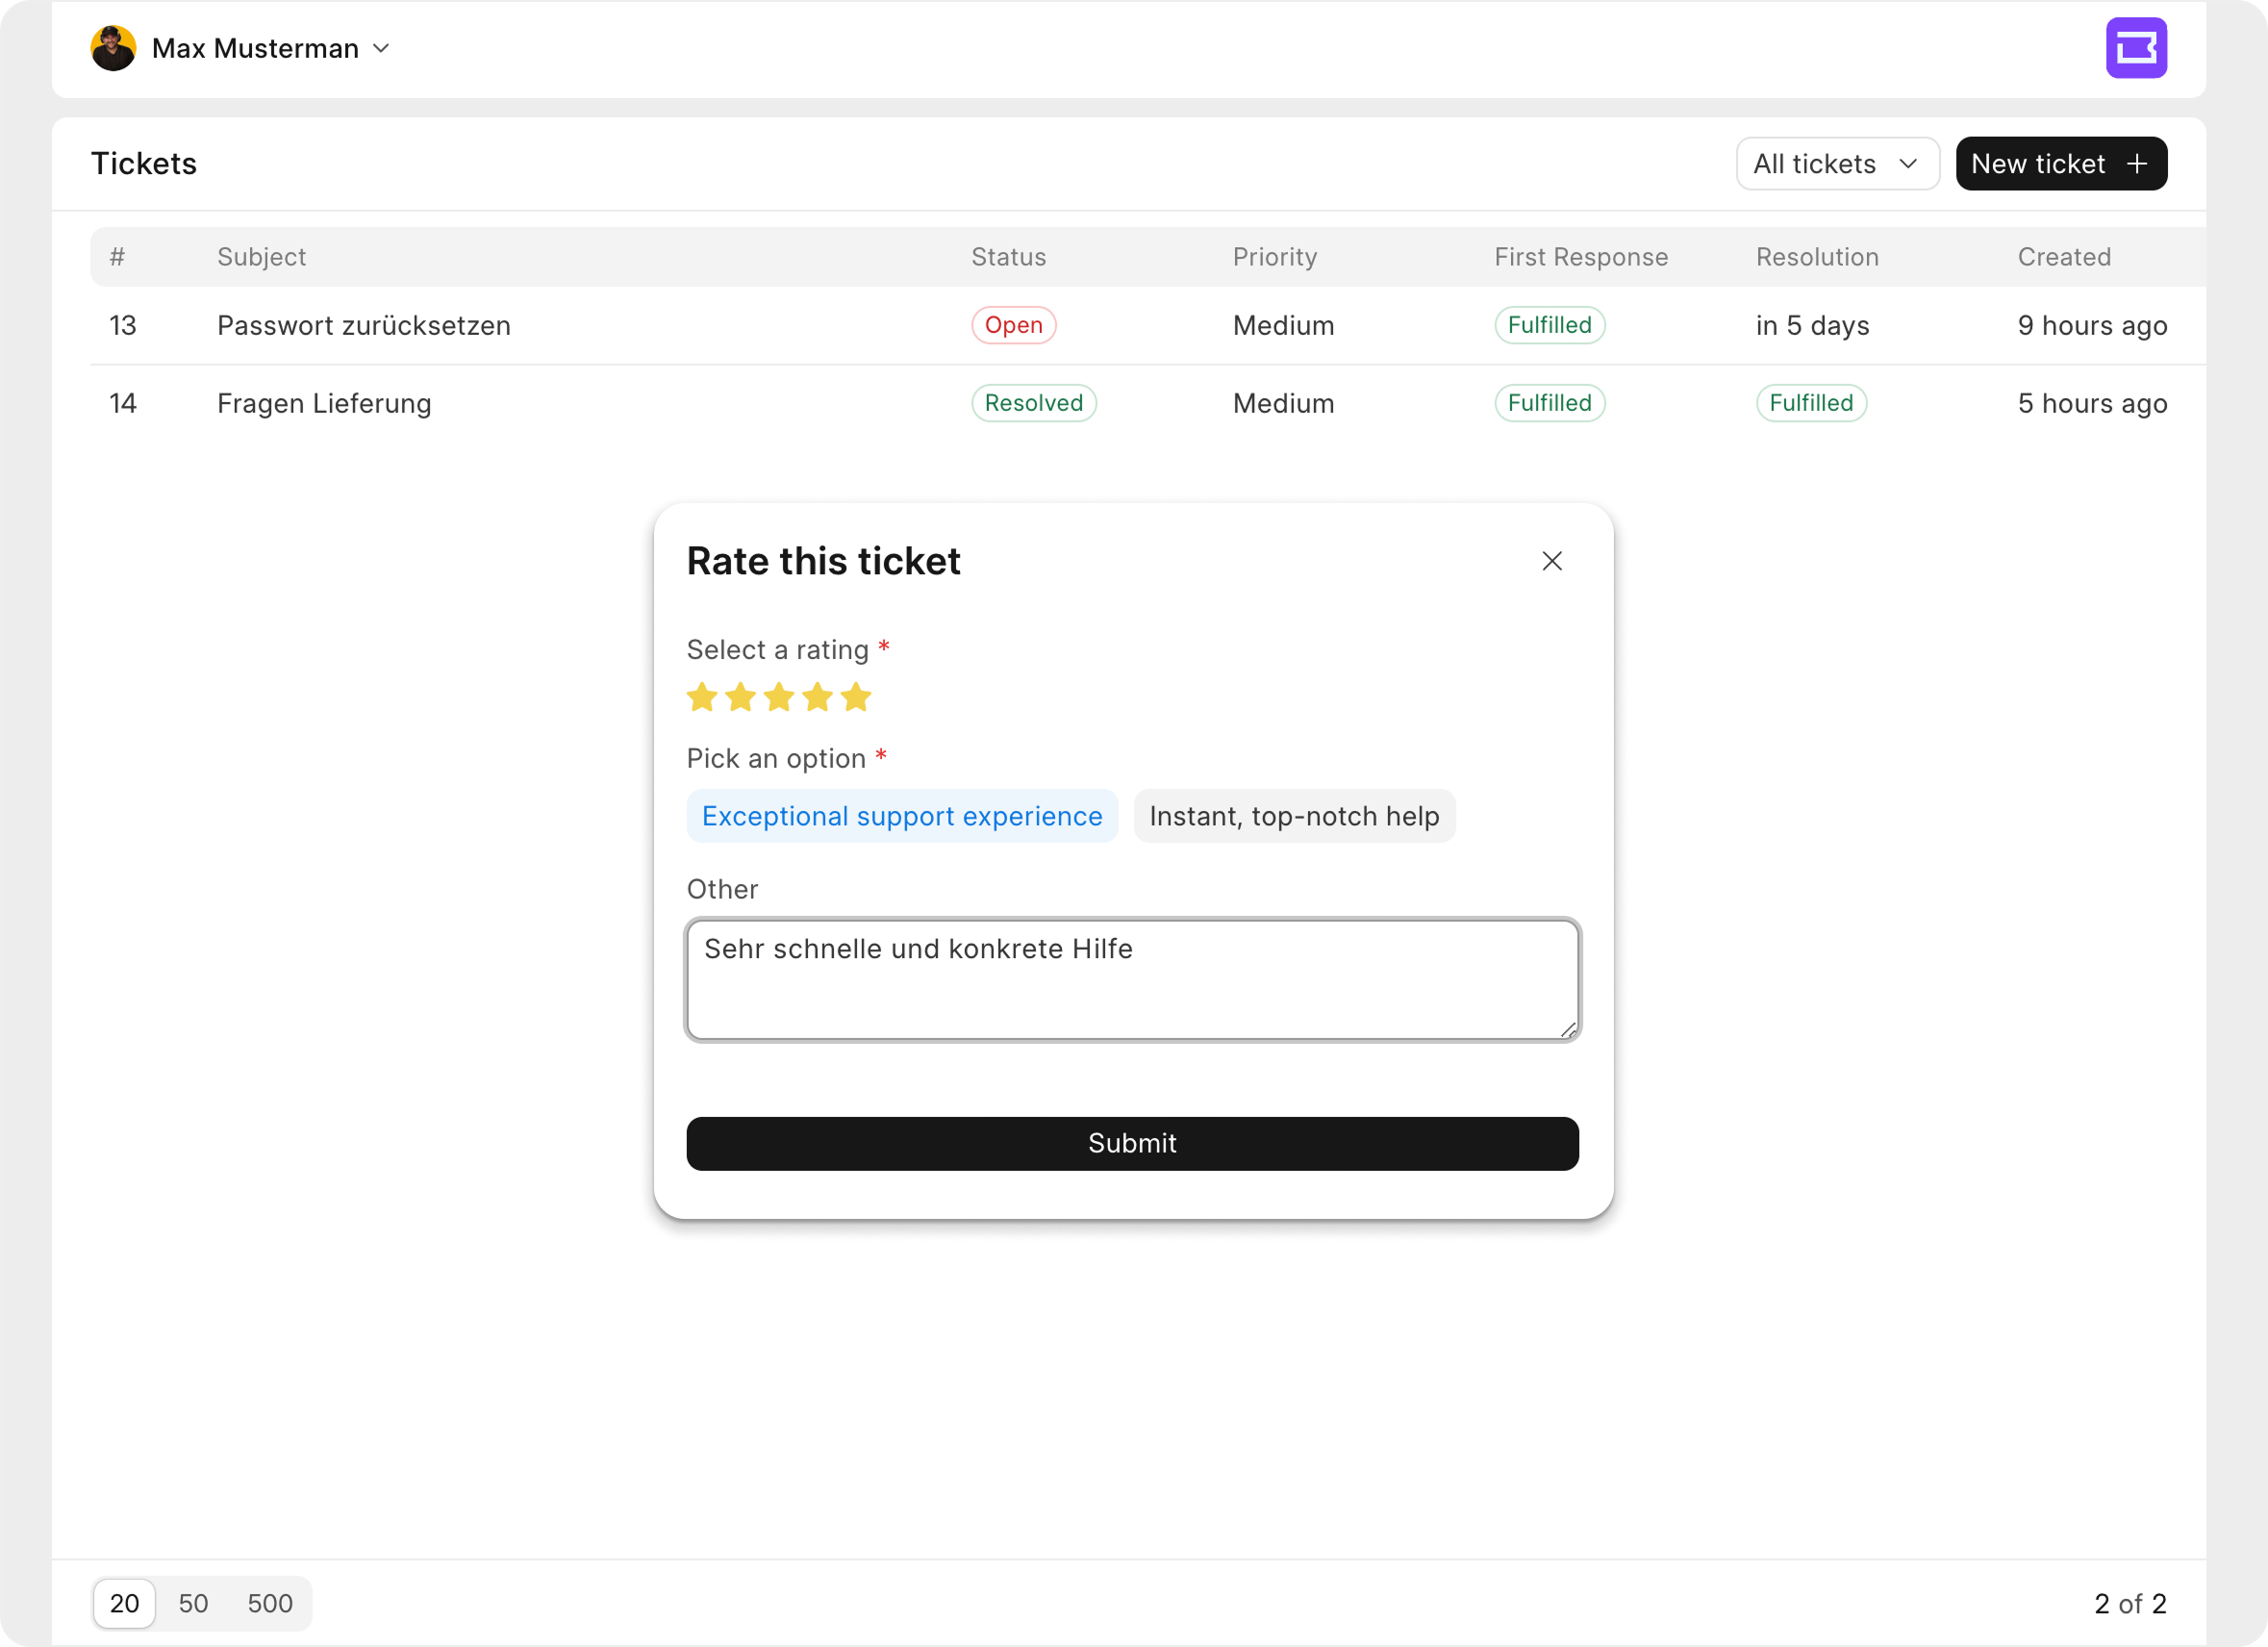 Max Musterman
Tickets
All tickets
New ticket +
# Subject Status Priority First Response Resolution Created
13 Passwort zurücksetzen Open Medium Fulfilled in 5 days 9 hours ago
14 Fragen Lieferung Resolved Medium Fulfilled Fulfilled 5 hours ago
Rate this ticket
Select a rating *
Pick an option *
Exceptional support experience
Instant, top-notch help
Other
Sehr schnelle und konkrete Hilfe
Submit
20 50 500
2 of 2